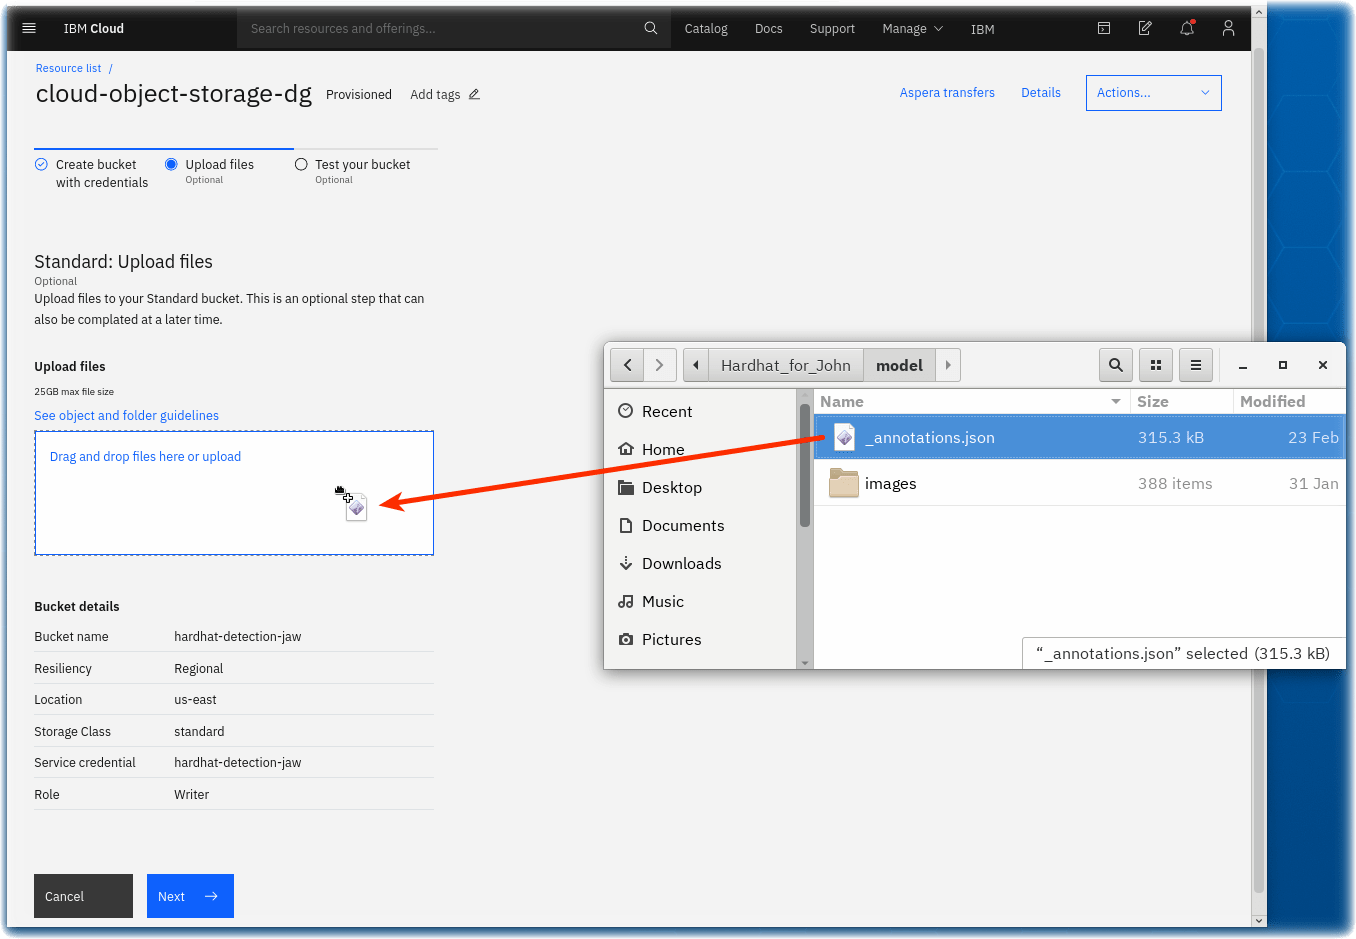 IBM Cloud
Search resources and offerings...
Catalog
Docs
Support
Manage
IBM
Resource list /
cloud-object-storage-dg
Provisioned
Add tags
Aspera transfers
Details
Actions...
Create bucket
with credentials
Upload files
Optional
Test your bucket
Optional
Standard: Upload files
Optional
Upload files to your Standard bucket. This is an optional step that can
also be complated at a later time.
Upload files
25GB max file size
See object and folder guidelines
Drag and drop files here or upload
Bucket details
Bucket name hardhat-detection-jaw
Resiliency Regional
Location us-east
Storage Class standard
Service credential hardhat-detection-jaw
Role Writer
Cancel
Next
Hardhat_for_John
model
Recent
Home
Desktop
Documents
Downloads
Music
Pictures
Name Size Modified
_annotations.json 315.3 kB 23 Feb
images 388 items 31 Jan
“_annotations.json” selected (315.3 kB)